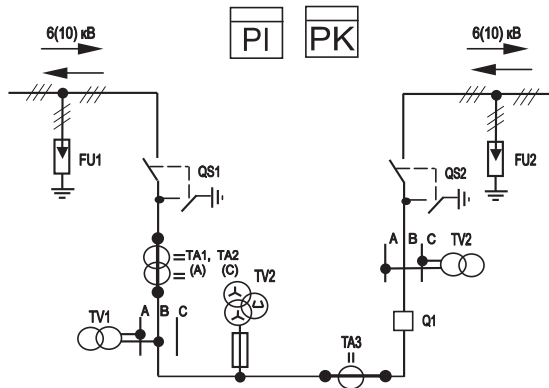 6(10) кВ
PI
PK
6(10) кВ
FU1
QS1
QS2
FU2
TA1, TA2
(A) (C)
TV2
A B C
TV2
TV1
A B C
Q1
TA3